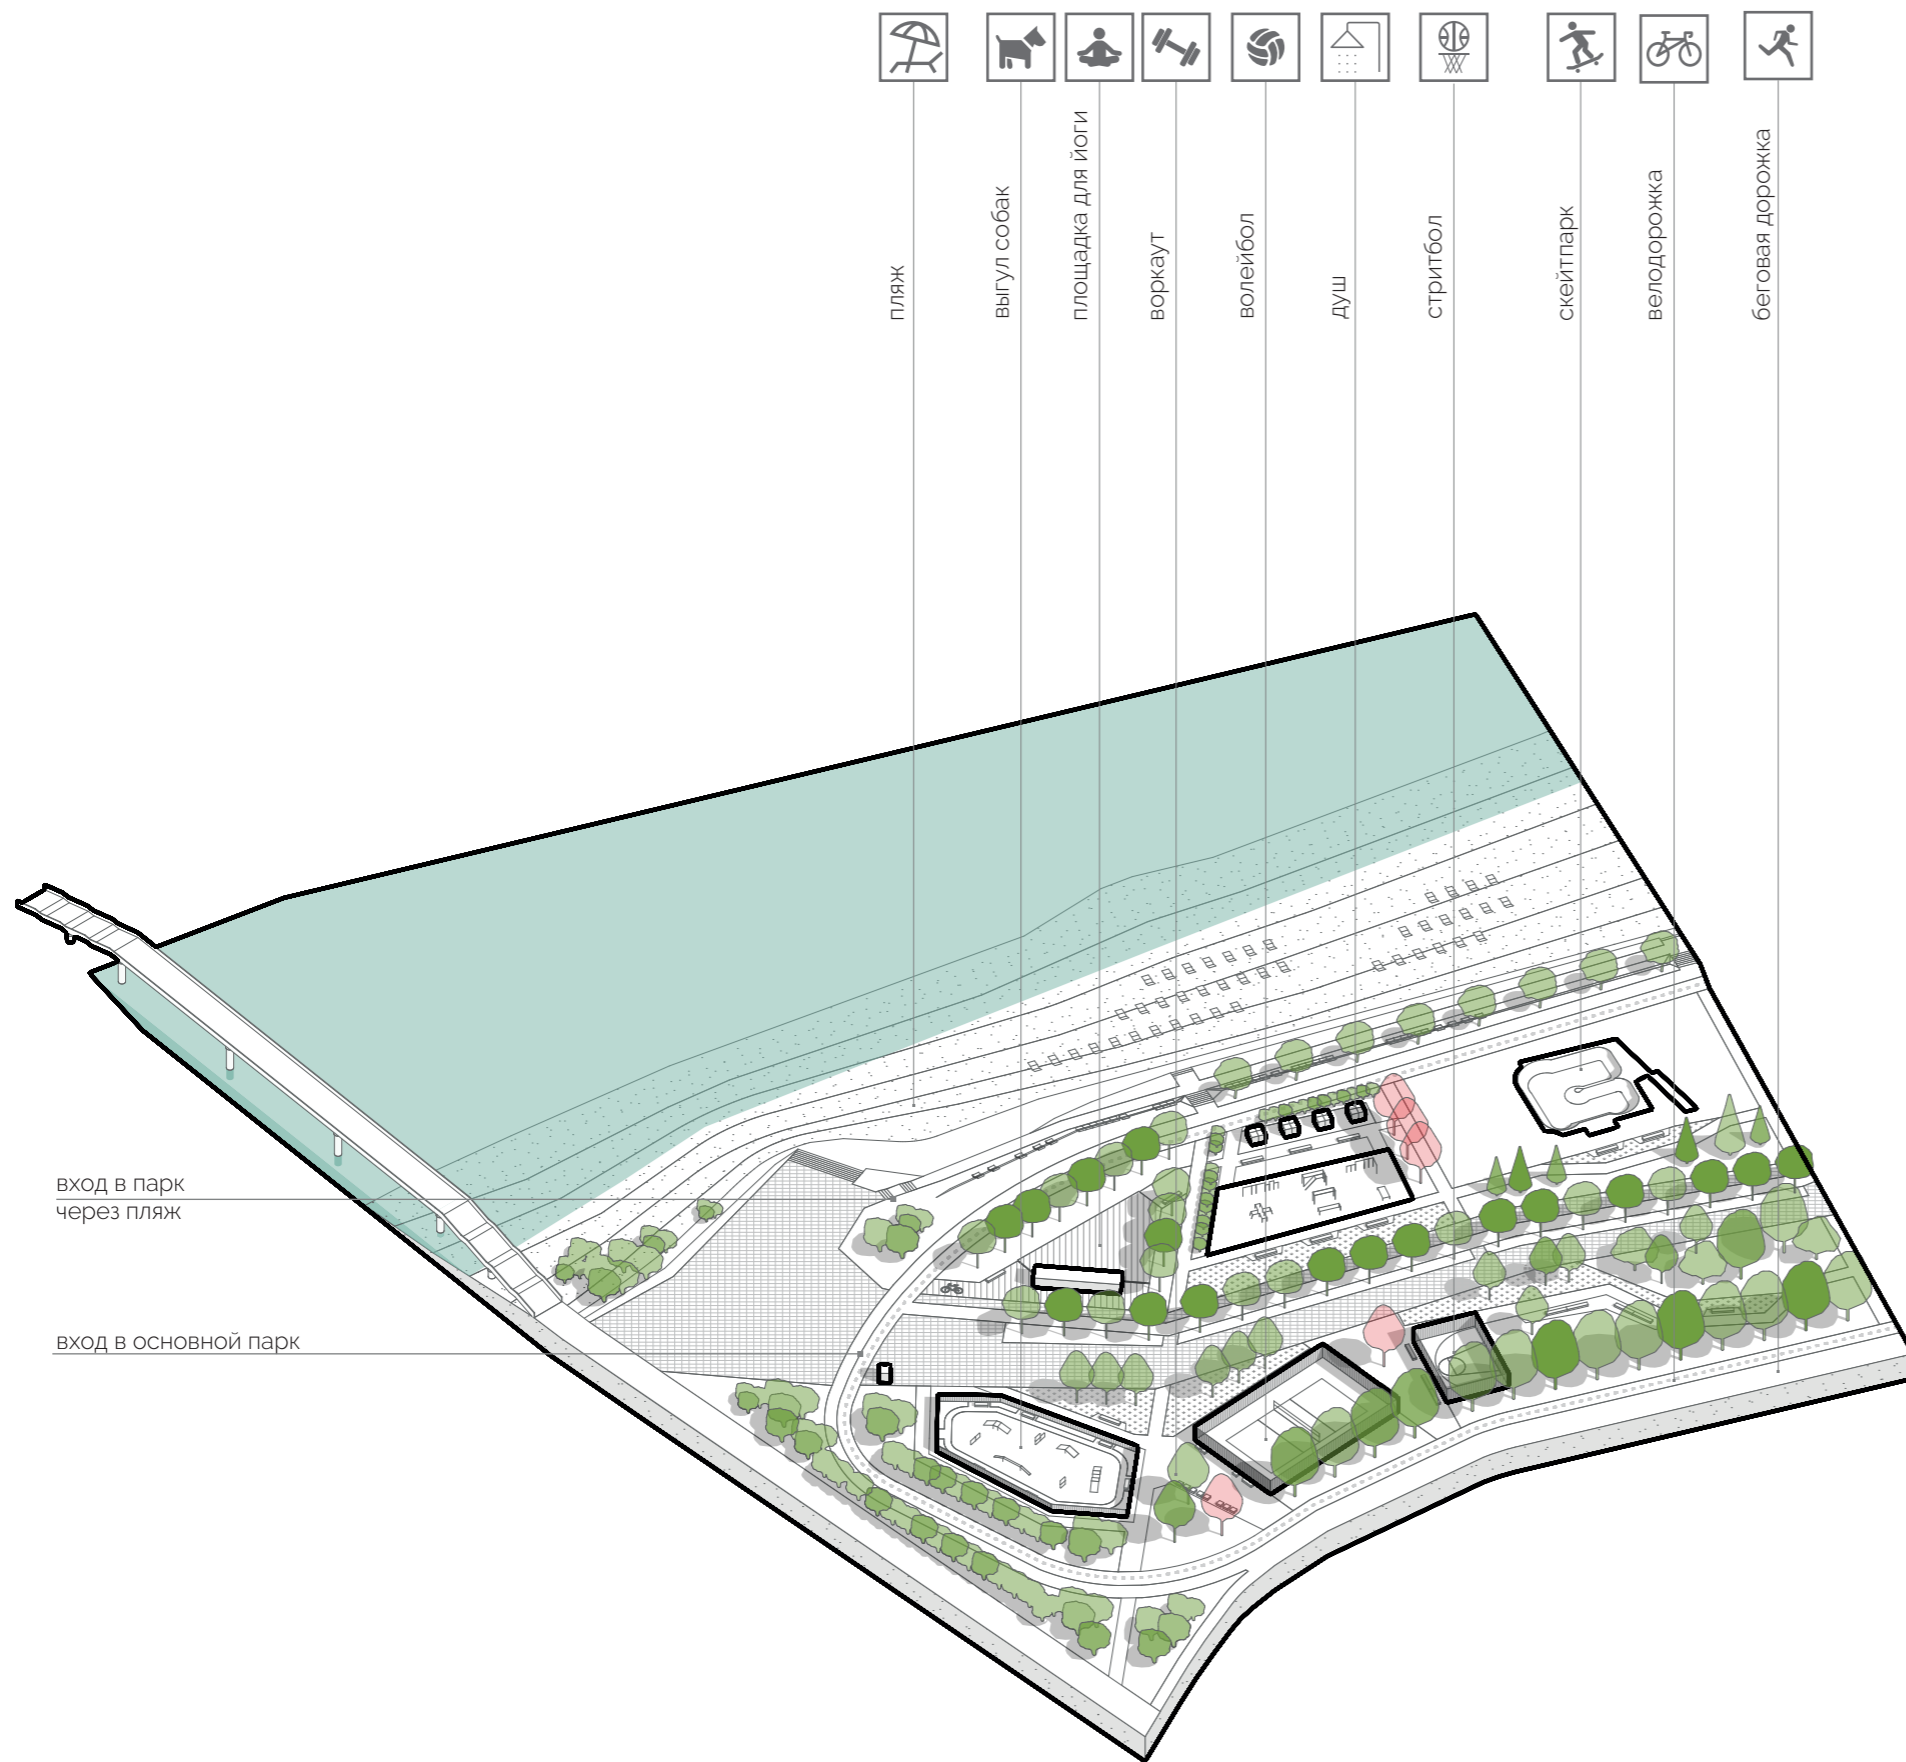 пляж
выгул собак
площадка для йоги
воркаут
волейбол
душ
стритбол
скейтпарк
велодорожка
беговая дорожка
вход в парк
через пляж
вход в основной парк